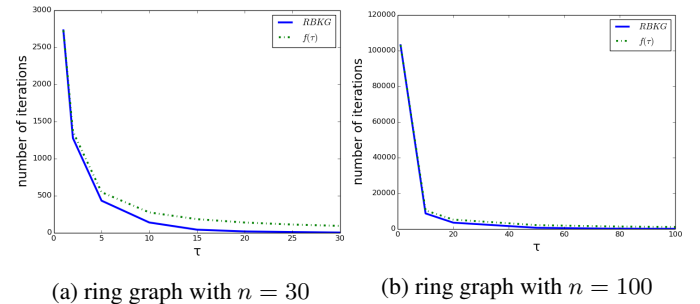 3000
2500
2000
1500
1000
500
0
number of iterations
RBKG
f(τ)
0 5 10 15 20 25 30
τ
(a) ring graph with n = 30
120000
100000
80000
60000
40000
20000
0
number of iterations
RBKG
f(τ)
0 20 40 60 80 100
τ
(b) ring graph with n = 100